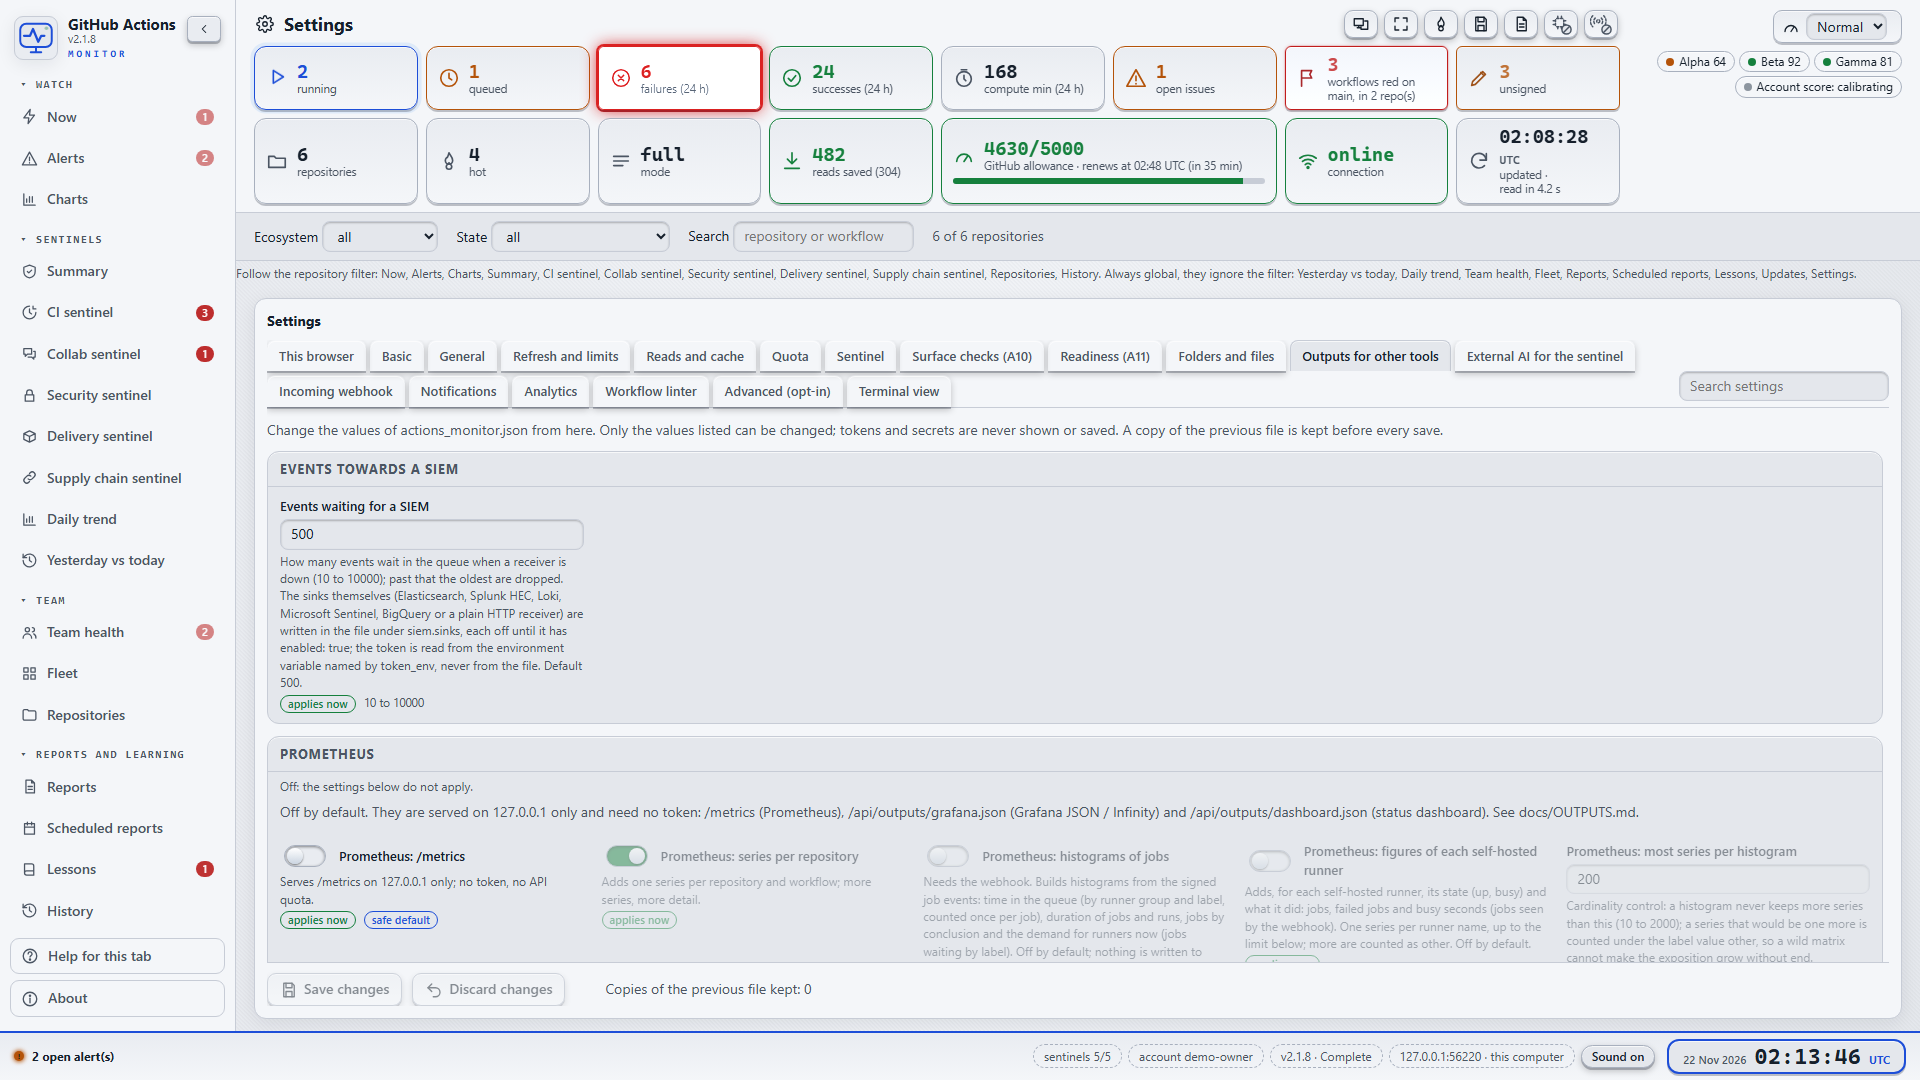 GitHub Actions
v2.1.8
MONITOR
WATCH
Now 1
Alerts 2
Charts
SENTINELS
Summary
CI sentinel 3
Collab sentinel 1
Security sentinel
Delivery sentinel
Supply chain sentinel
Daily trend
Yesterday vs today
TEAM
Team health 2
Fleet
Repositories
REPORTS AND LEARNING
Reports
Scheduled reports
Lessons 1
History
Help for this tab
About
Settings
Normal
Alpha 64
Beta 92
Gamma 81
Account score: calibrating
2
running
1
queued
6
failures (24 h)
24
successes (24 h)
168
compute min (24 h)
1
open issues
3
workflows red on
main, in 2 repo(s)
3
unsigned
6
repositories
4
hot
full
mode
482
reads saved (304)
4630/5000
GitHub allowance · renews at 02:48 UTC (in 35 min)
online
connection
02:08:28
UTC
updated ·
read in 4.2 s
Ecosystem all State all Search repository or workflow 6 of 6 repositories
Follow the repository filter: Now, Alerts, Charts, Summary, CI sentinel, Collab sentinel, Security sentinel, Delivery sentinel, Supply chain sentinel, Repositories, History. Always global, they ignore the filter: Yesterday vs today, Daily trend, Team health, Fleet, Reports, Scheduled reports, Lessons, Updates, Settings.
Settings
This browser Basic General Refresh and limits Reads and cache Quota Sentinel Surface checks (A10) Readiness (A11) Folders and files Outputs for other tools External AI for the sentinel
Incoming webhook Notifications Analytics Workflow linter Advanced (opt-in) Terminal view
Search settings
Change the values of actions_monitor.json from here. Only the values listed can be changed; tokens and secrets are never shown or saved. A copy of the previous file is kept before every save.
EVENTS TOWARDS A SIEM
Events waiting for a SIEM
500
How many events wait in the queue when a receiver is
down (10 to 10000); past that the oldest are dropped.
The sinks themselves (Elasticsearch, Splunk HEC, Loki,
Microsoft Sentinel, BigQuery or a plain HTTP receiver) are
written in the file under siem.sinks, each off until it has
enabled: true; the token is read from the environment
variable named by token_env, never from the file. Default
500.
applies now 10 to 10000
PROMETHEUS
Off: the settings below do not apply.
Off by default. They are served on 127.0.0.1 only and need no token: /metrics (Prometheus), /api/outputs/grafana.json (Grafana JSON / Infinity) and /api/outputs/dashboard.json (status dashboard). See docs/OUTPUTS.md.
Prometheus: /metrics
Serves /metrics on 127.0.0.1 only; no token, no API
quota.
applies now safe default
Prometheus: series per repository
Adds one series per repository and workflow; more
series, more detail.
applies now
Prometheus: histograms of jobs
Needs the webhook. Builds histograms from the signed
job events: time in the queue (by runner group and label,
counted once per job), duration of jobs and runs, jobs by
conclusion and the demand for runners now (jobs
waiting by label). Off by default; nothing is written to
Prometheus: figures of each self-hosted
runner
Adds, for each self-hosted runner, its state (up, busy) and
what it did: jobs, failed jobs and busy seconds (jobs seen
by the webhook). One series per runner name, up to the
limit below; more are counted as other. Off by default.
Prometheus: most series per histogram
200
Cardinality control: a histogram never keeps more series
than this (10 to 2000); a series that would be one more is
counted under the label value other, so a wild matrix
cannot make the exposition grow without end.
Save changes Discard changes Copies of the previous file kept: 0
2 open alert(s)
sentinels 5/5
account demo-owner
v2.1.8 · Complete
127.0.0.1:56220 · this computer
Sound on
22 Nov 2026 02:13:46 UTC